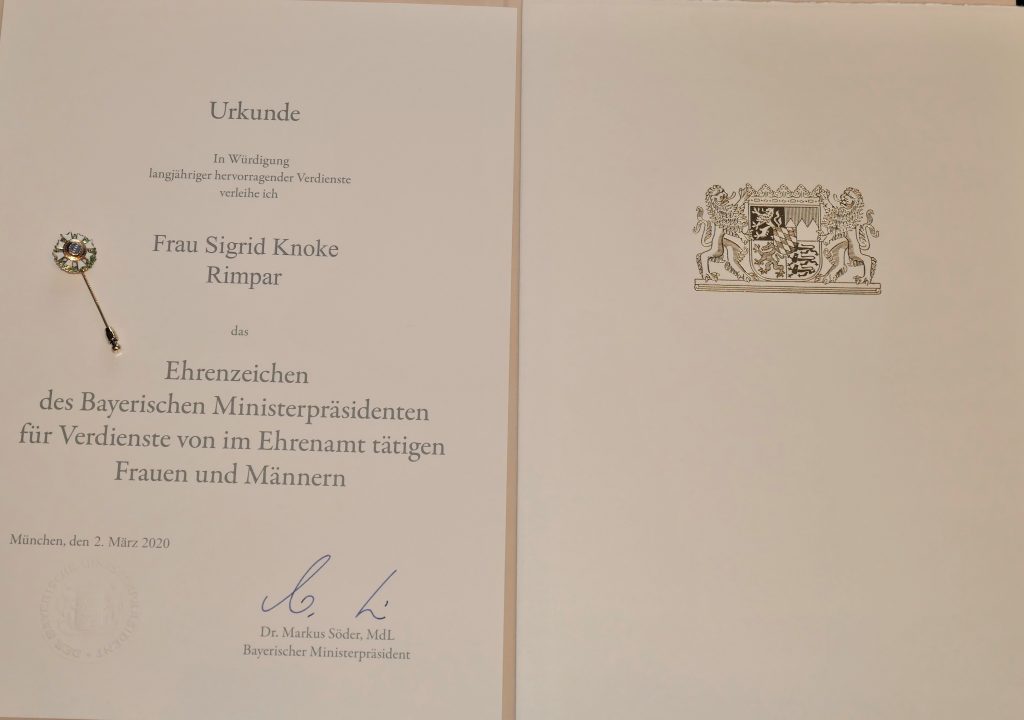 Urkunde
In Würdigung
langjähriger hervorragender Verdienste
verleihe ich
Frau Sigrid Knoke
Rimpar
das
Ehrenzeichen
des Bayerischen Ministerpräsidenten
für Verdienste von im Ehrenamt tätigen
Frauen und Männern
München, den 2. März 2020
Dr. Markus Söder, MdL
Bayerischer Ministerpräsident